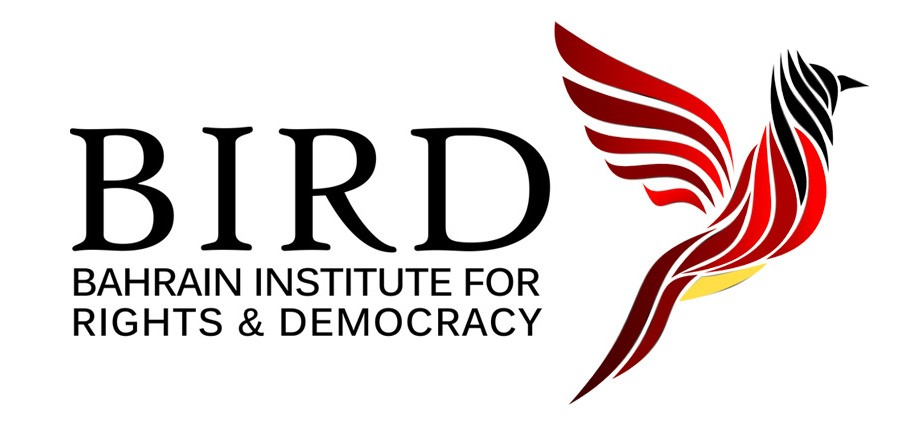 BIRD
BAHRAIN INSTITUTE FOR
RIGHTS & DEMOCRACY